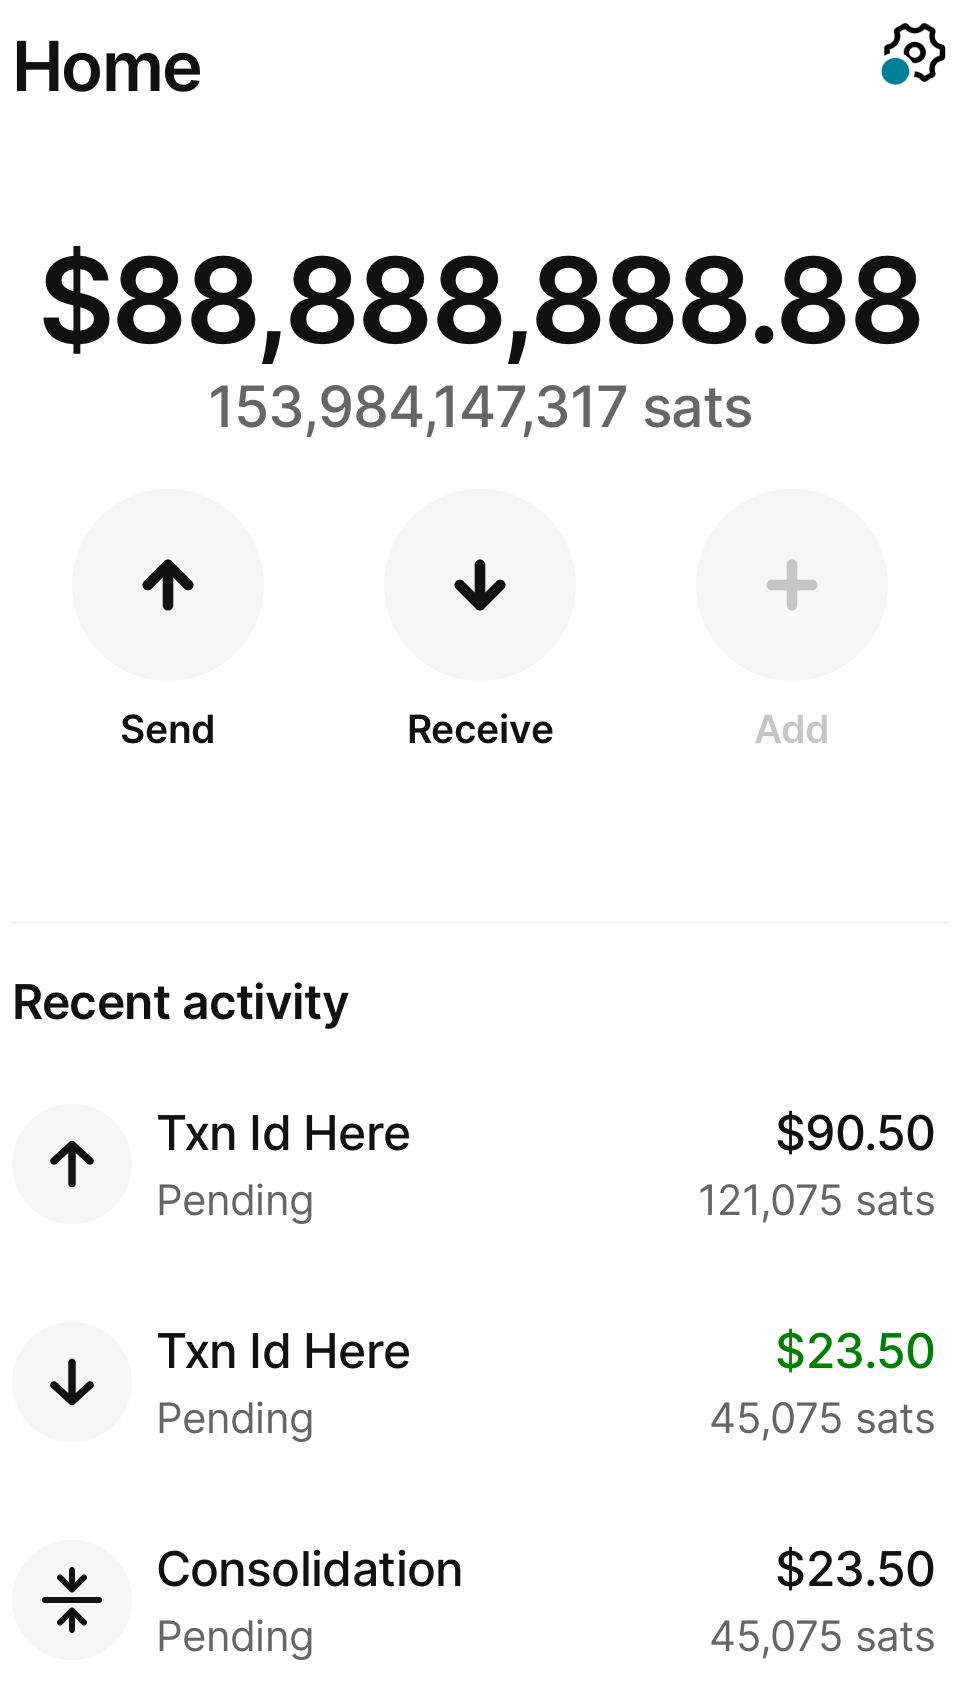 Home
$88,888,888.88
153,984,147,317 sats
Send
Receive
Add
Recent activity
Txn Id Here
$90.50
Pending
121,075 sats
Txn Id Here
$23.50
Pending
45,075 sats
Consolidation
$23.50
Pending
45,075 sats